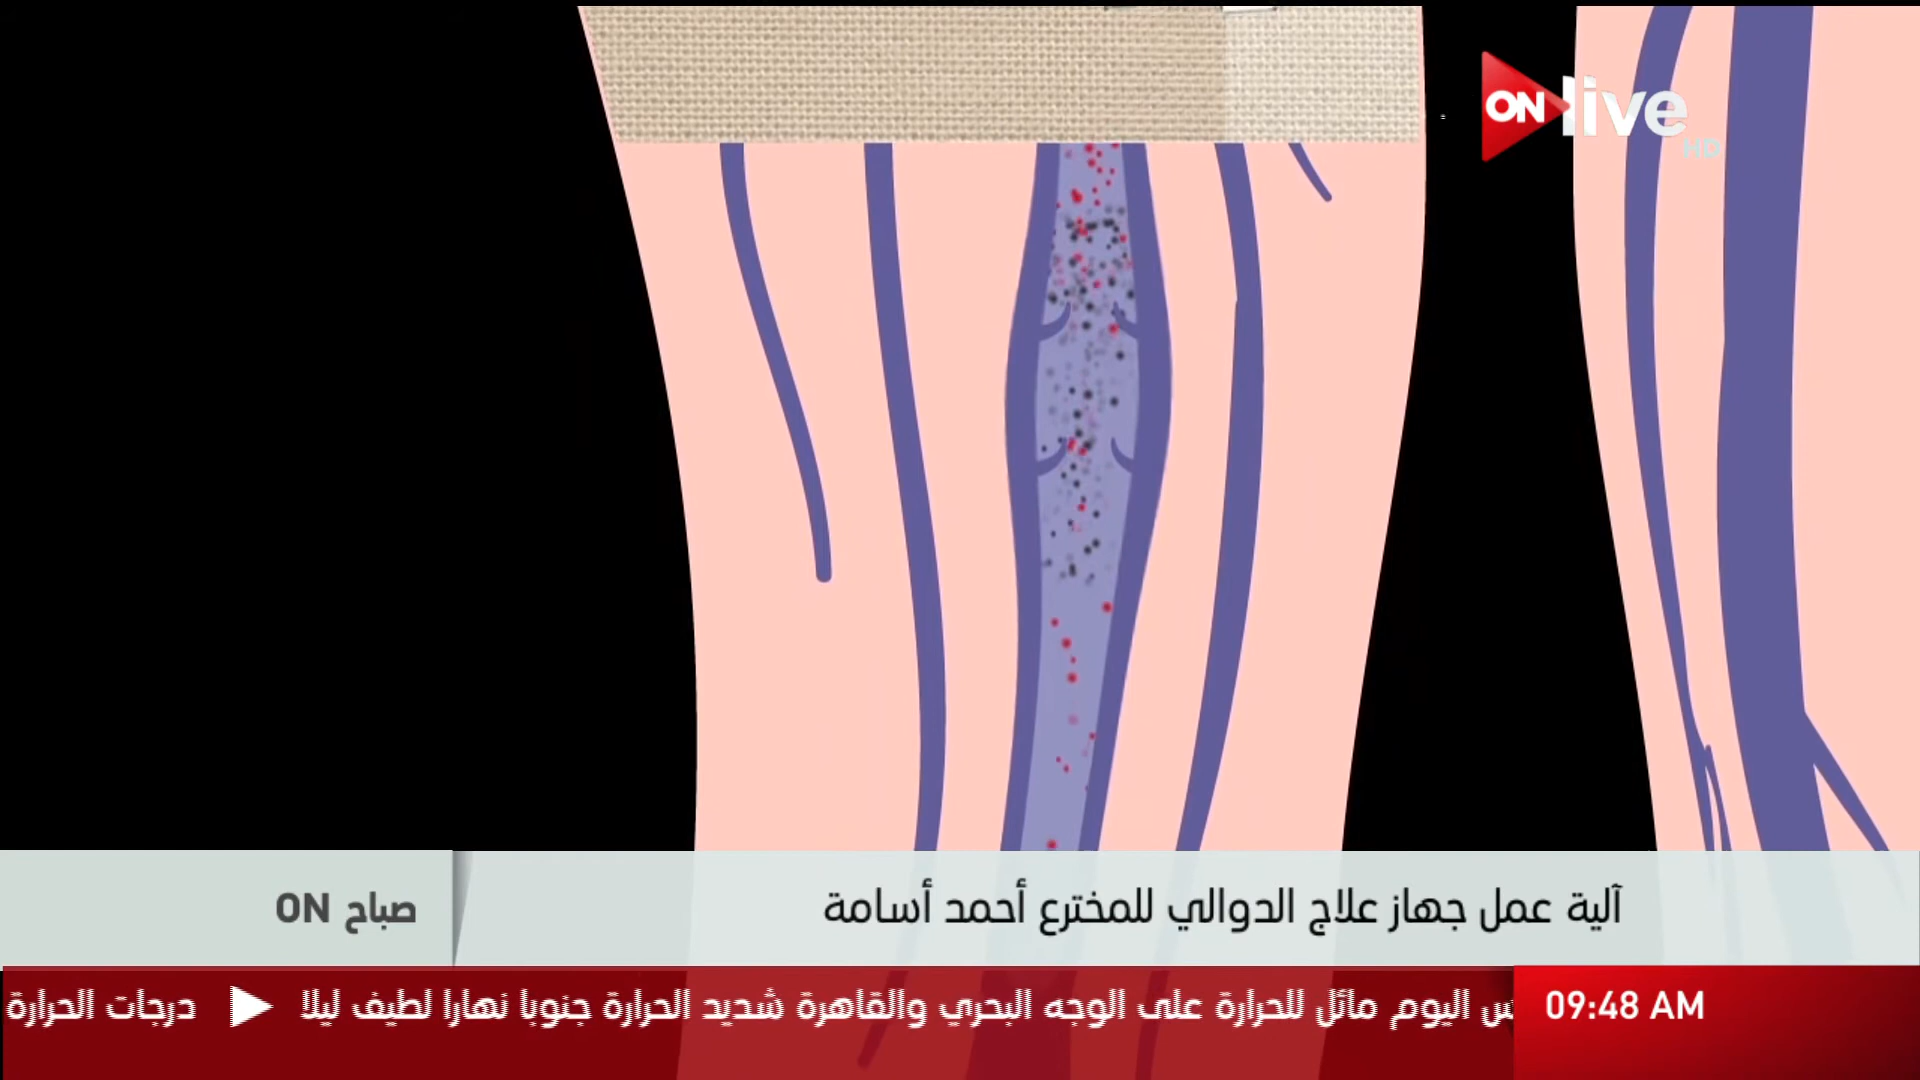 ON live
HD
آلية عمل جهاز علاج الدوالي للمخترع أحمد أسامة
صباح ON
اليوم مائل للحرارة على الوجه البحري والقاهرة شديد الحرارة جنوبا نهارا لطيف ليلا
درجات الحرارة
09:48 AM